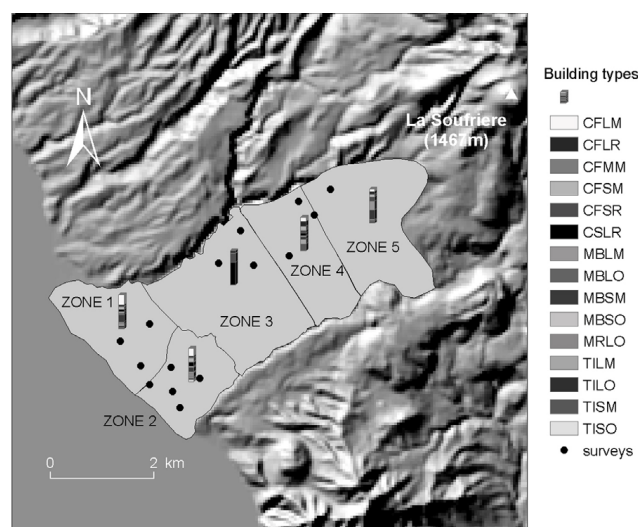 N
La Soufriere
(1467m)
ZONE 1
ZONE 2
ZONE 3
ZONE 4
ZONE 5
0 2 km
Building types
CFLM
CFLR
CFMM
CFSM
CFSR
CSLR
MBLM
MBLO
MBSM
MBSO
MRLO
TILM
TILO
TISM
TISO
surveys